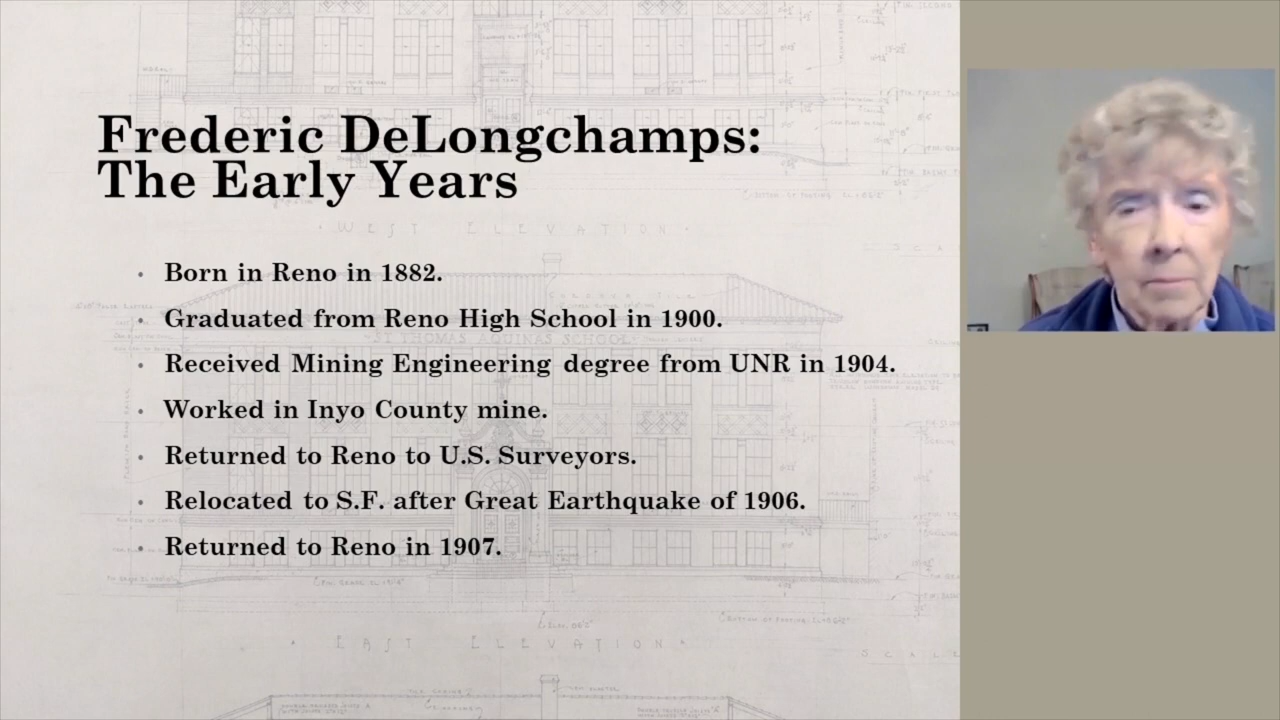 Frederic DeLongchamps:
The Early Years
WEST ELEVATION
• Born in Reno in 1882.
• Graduated from Reno High School in 1900.
ST THOMAS AQUINAS SCHOOL
• Received Mining Engineering degree from UNR in 1904.
• Worked in Inyo County mine.
• Returned to Reno to U.S. Surveyors.
• Relocated to S.F. after Great Earthquake of 1906.
• Returned to Reno in 1907.
EAST ELEVATION